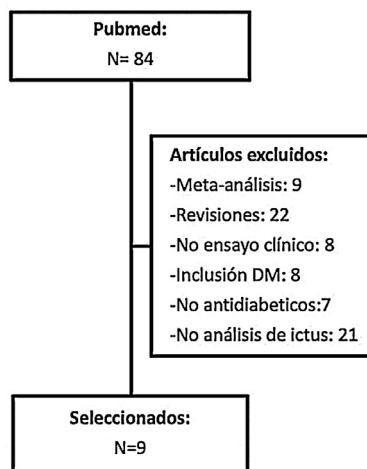 Pubmed:
N= 84
Artículos excluidos:
-Meta-análisis: 9
-Revisiones: 22
-No ensayo clínico: 8
-Inclusión DM: 8
-No antidiabeticos:7
-No análisis de ictus: 21
Seleccionados:
N=9